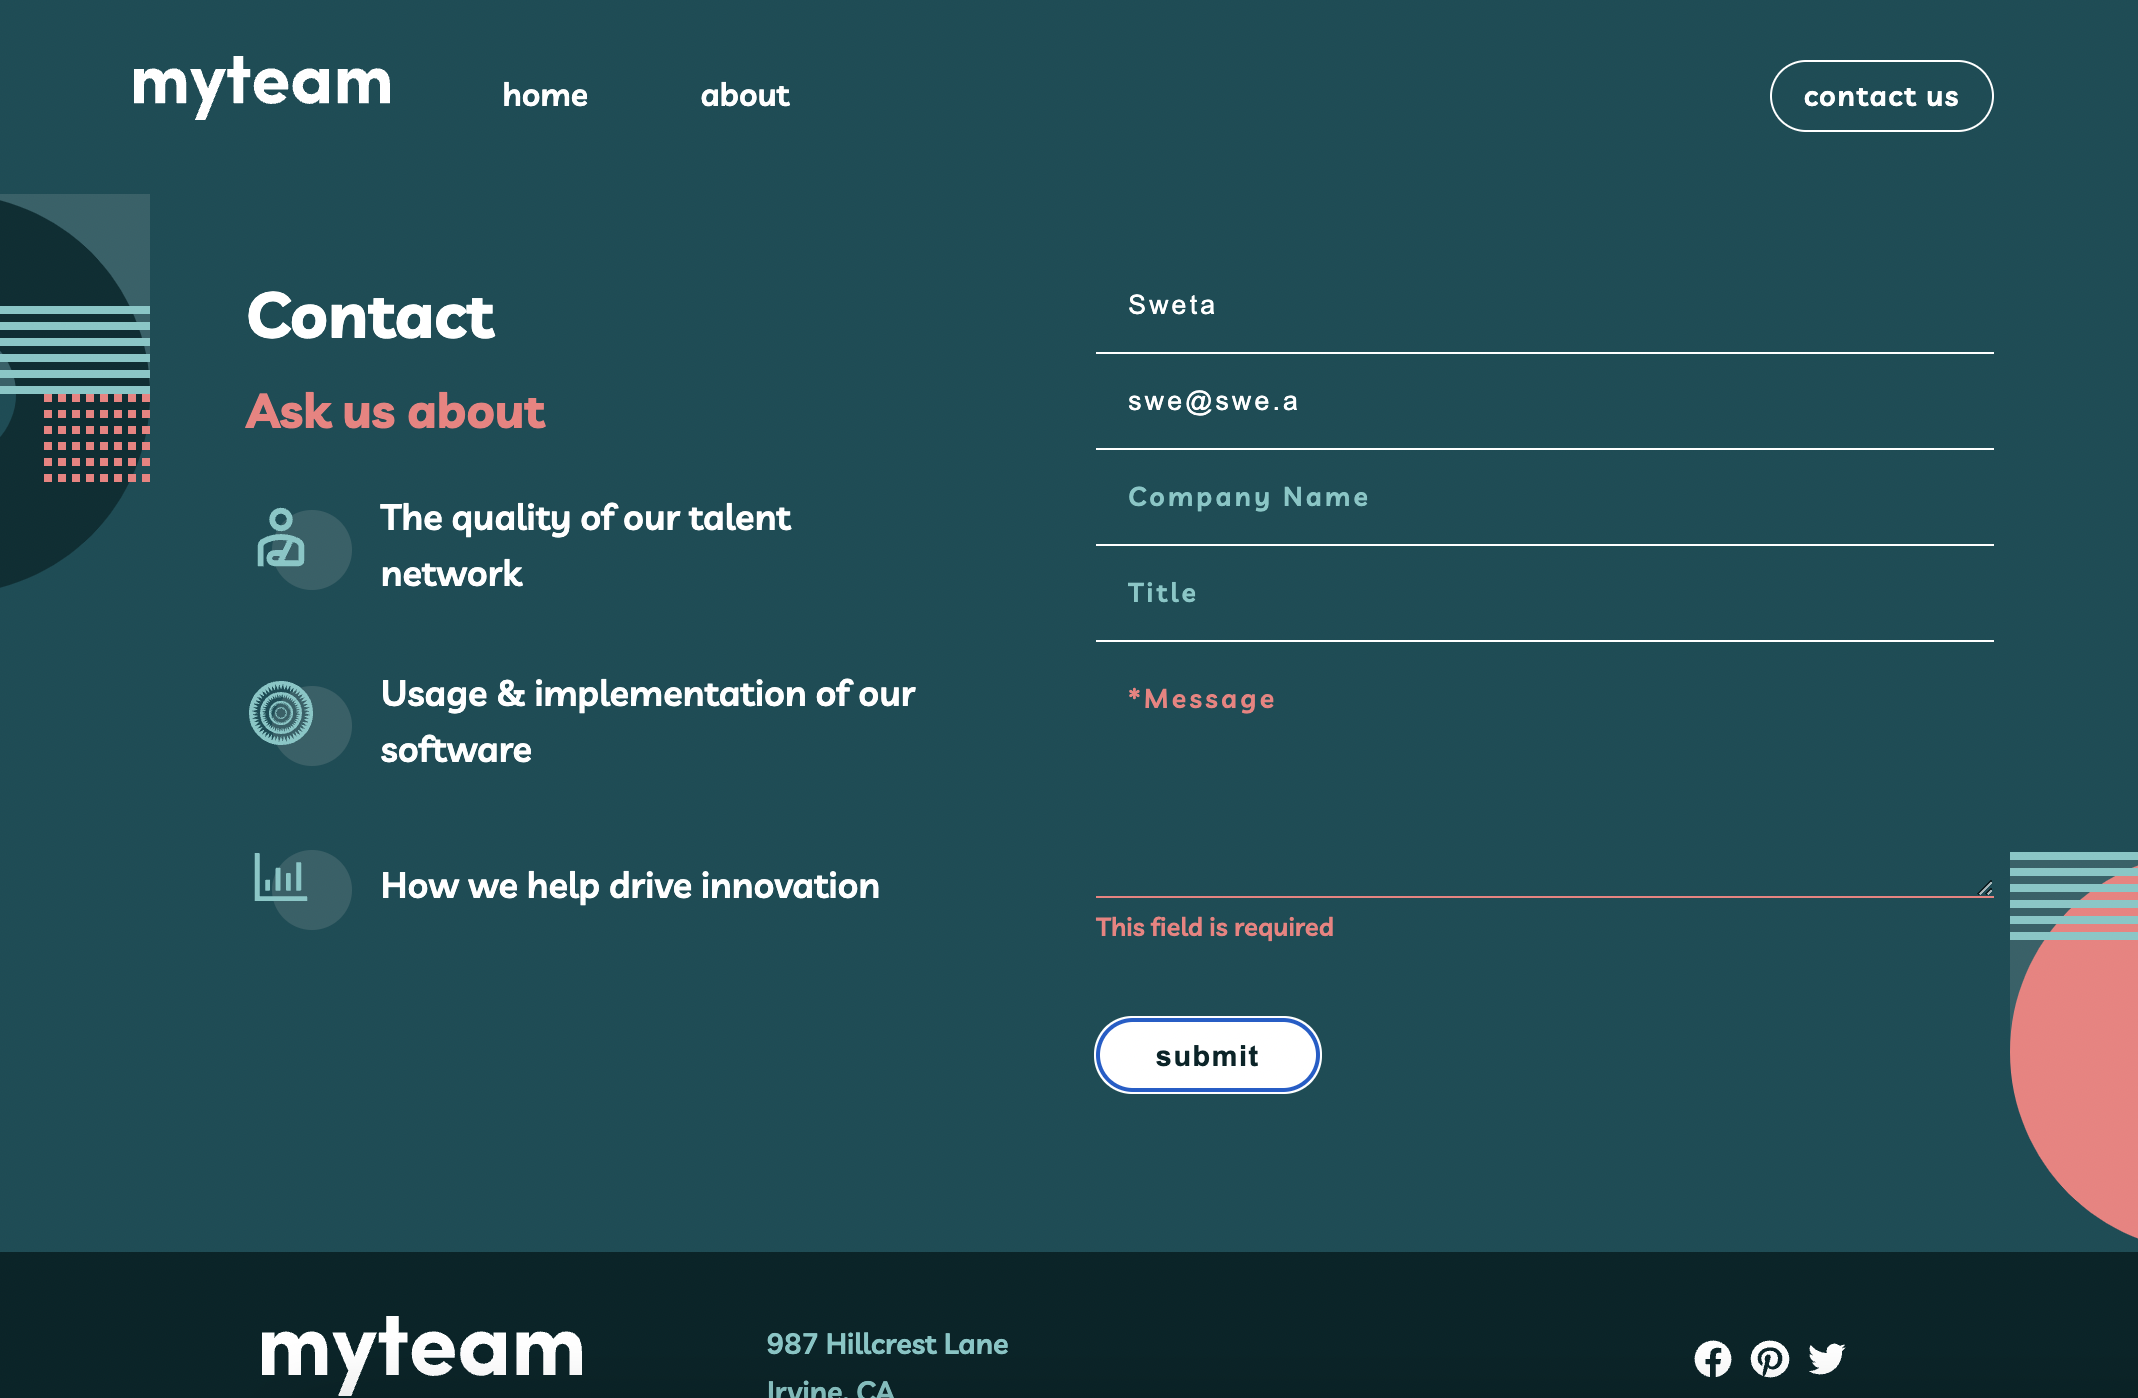 myteam
home
about
contact us
Contact
Ask us about
The quality of our talent
network
Usage & implementation of our
software
How we help drive innovation
Sweta
swe@swe.a
Company Name
Title
*Message
This field is required
submit
myteam
987 Hillcrest Lane
Irvine, CA